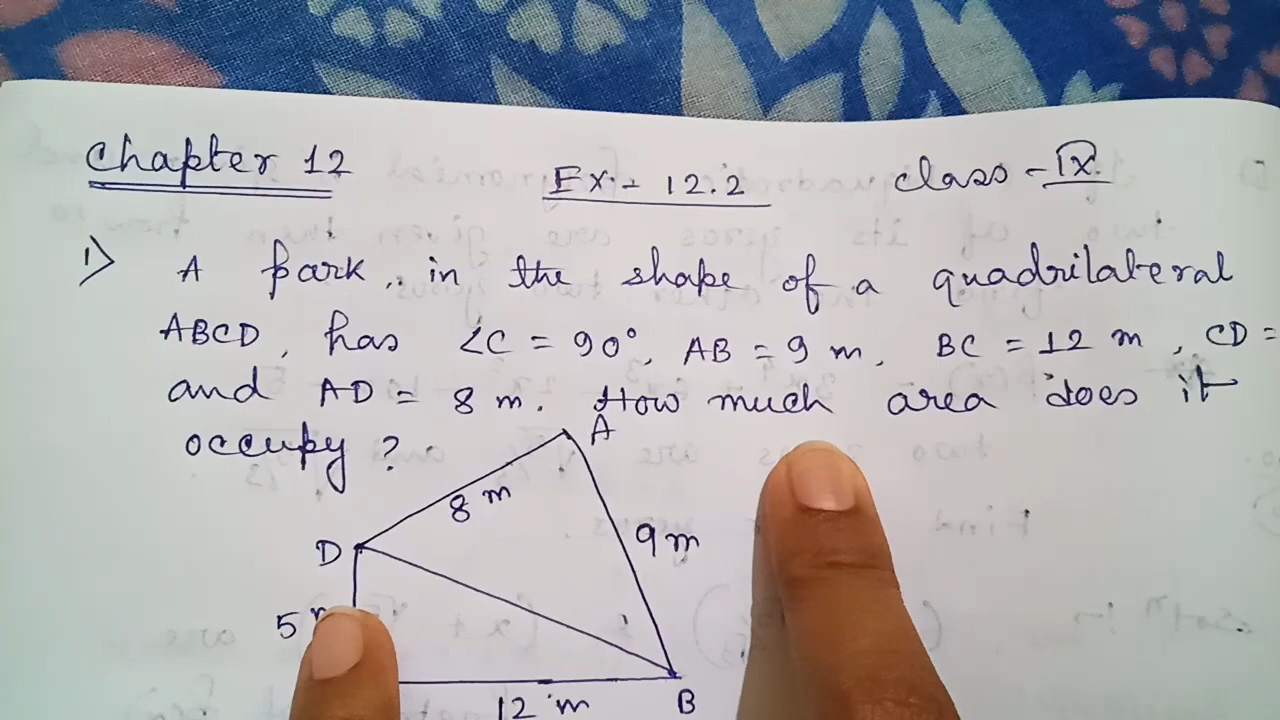 Chapter 12
Ex - 12.2
Class - IX
1) A park, in the shape of a quadrilateral
ABCD, has ∠C = 90°, AB = 9 m, BC = 12 m, CD =
and AD = 8 m. How much area does it
occupy?
A
8 m
9 m
D
5
12 m
B